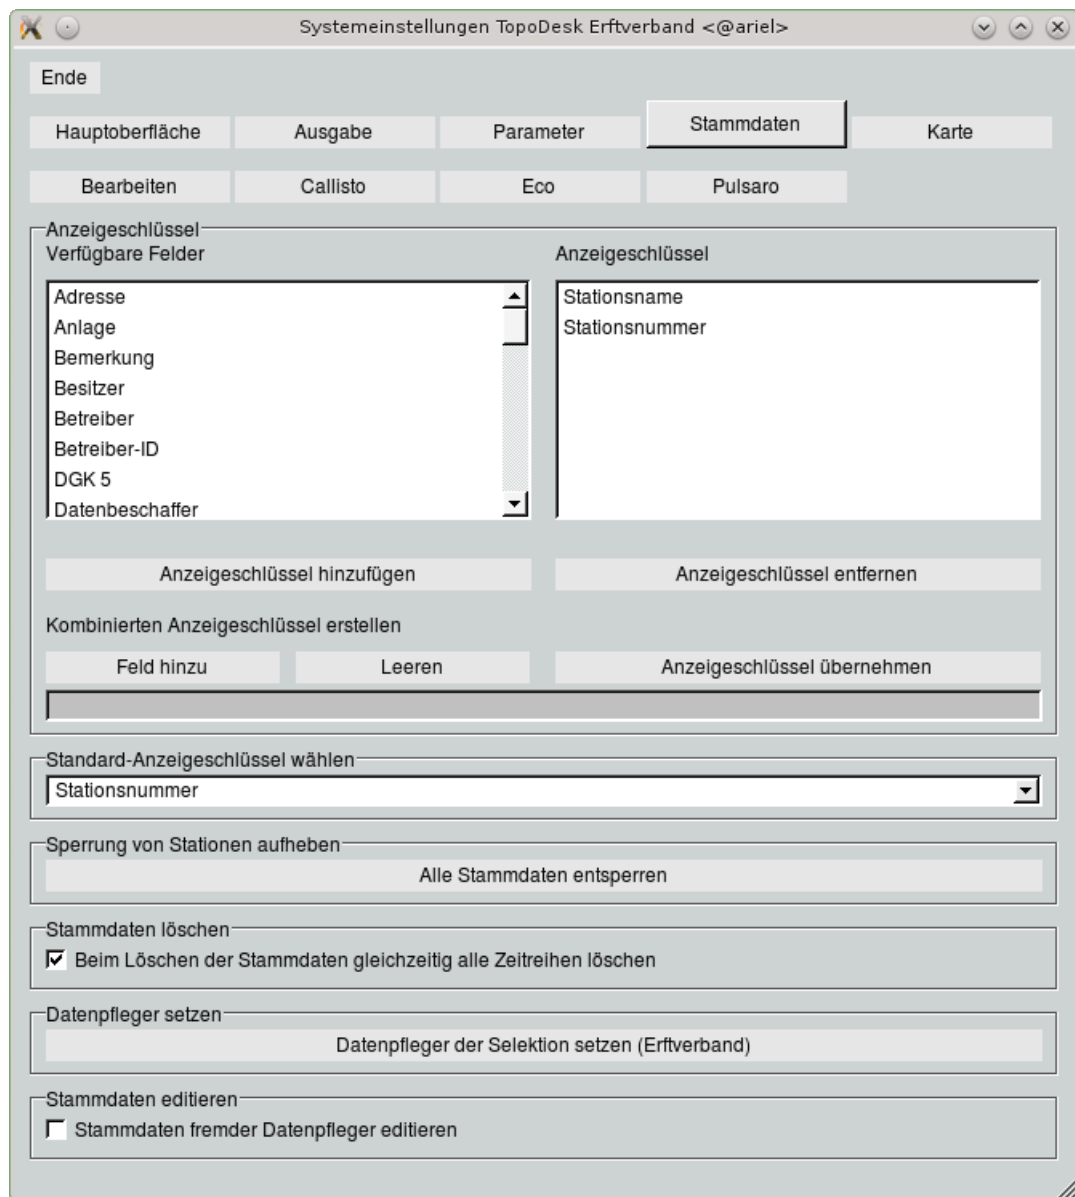 Systemeinstellungen TopoDesk Erftverband <@ariel>
Ende
Hauptoberfläche Ausgabe Parameter Stammdaten Karte
Bearbeiten Callisto Eco Pulsaro
Anzeigeschlüssel
Verfügbare Felder
Adresse
Anlage
Bemerkung
Besitzer
Betreiber
Betreiber-ID
DGK 5
Datenbeschaffer
Anzeigeschlüssel
Stationsname
Stationsnummer
Anzeigeschlüssel hinzufügen Anzeigeschlüssel entfernen
Kombinierten Anzeigeschlüssel erstellen
Feld hinzu Leeren Anzeigeschlüssel übernehmen
Standard-Anzeigeschlüssel wählen
Stationsnummer
Sperrung von Stationen aufheben
Alle Stammdaten entsperren
Stammdaten löschen
Beim Löschen der Stammdaten gleichzeitig alle Zeitreihen löschen
Datenpfleger setzen
Datenpfleger der Selektion setzen (Erftverband)
Stammdaten editieren
Stammdaten fremder Datenpfleger editieren